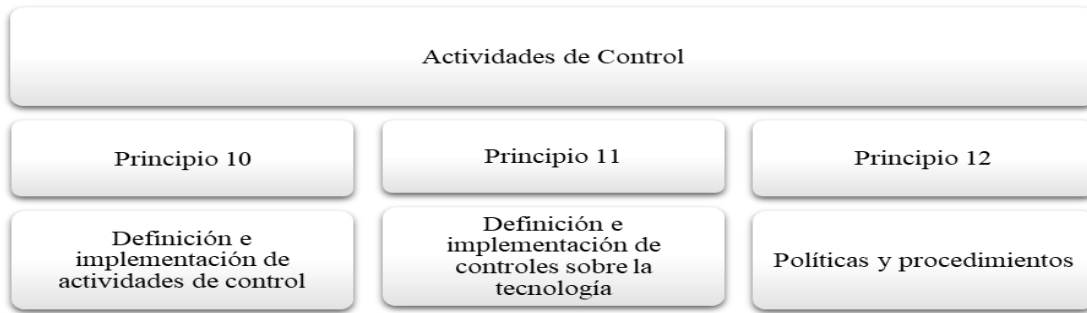 Actividades de Control
Principio 10
Principio 11
Principio 12
Definición e
implementación de
actividades de control
Definición e
implementación de
controles sobre la
tecnología
Políticas y procedimientos